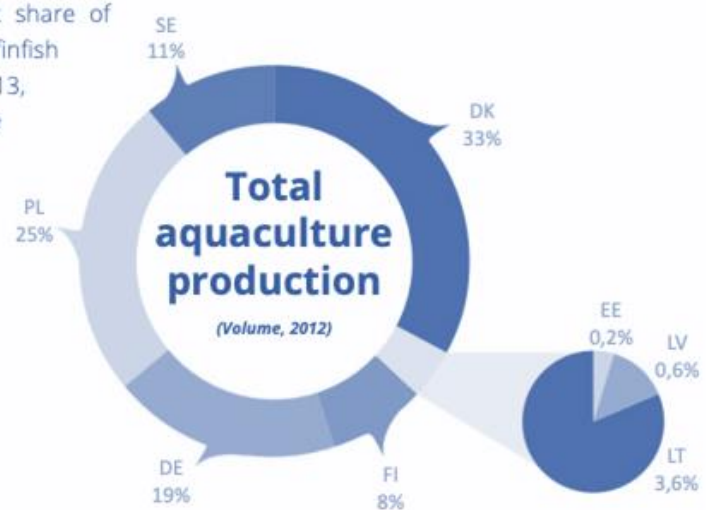 share of
13,
SE
11%
DK
33%
PL
25%
Total
aquaculture
production
(Volume, 2012)
EE
0,2%
LV
0,6%
LT
3,6%
DE
19%
FI
8%